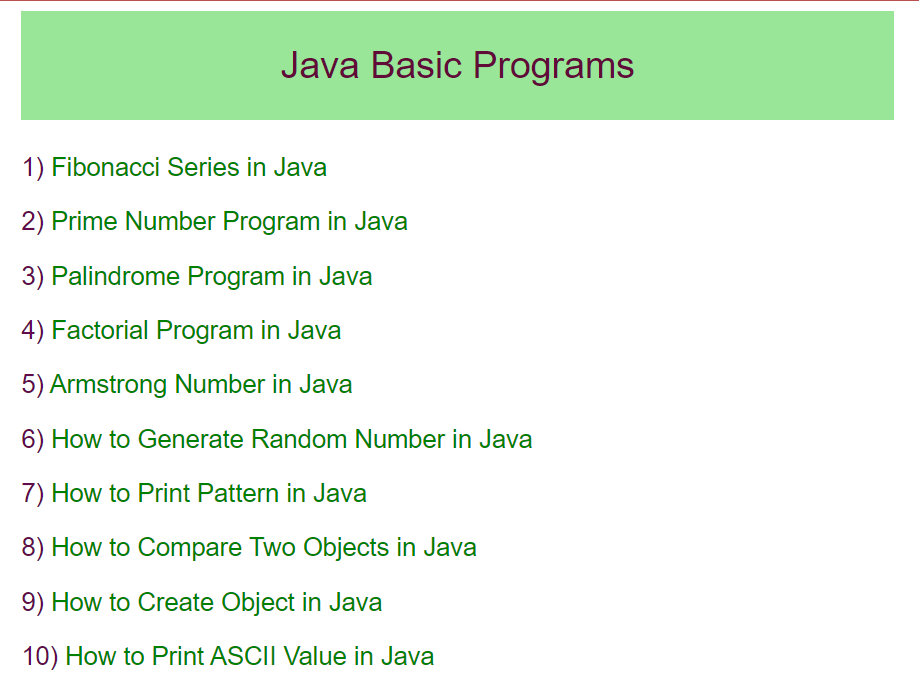 Java Basic Programs
1) Fibonacci Series in Java
2) Prime Number Program in Java
3) Palindrome Program in Java
4) Factorial Program in Java
5) Armstrong Number in Java
6) How to Generate Random Number in Java
7) How to Print Pattern in Java
8) How to Compare Two Objects in Java
9) How to Create Object in Java
10) How to Print ASCII Value in Java